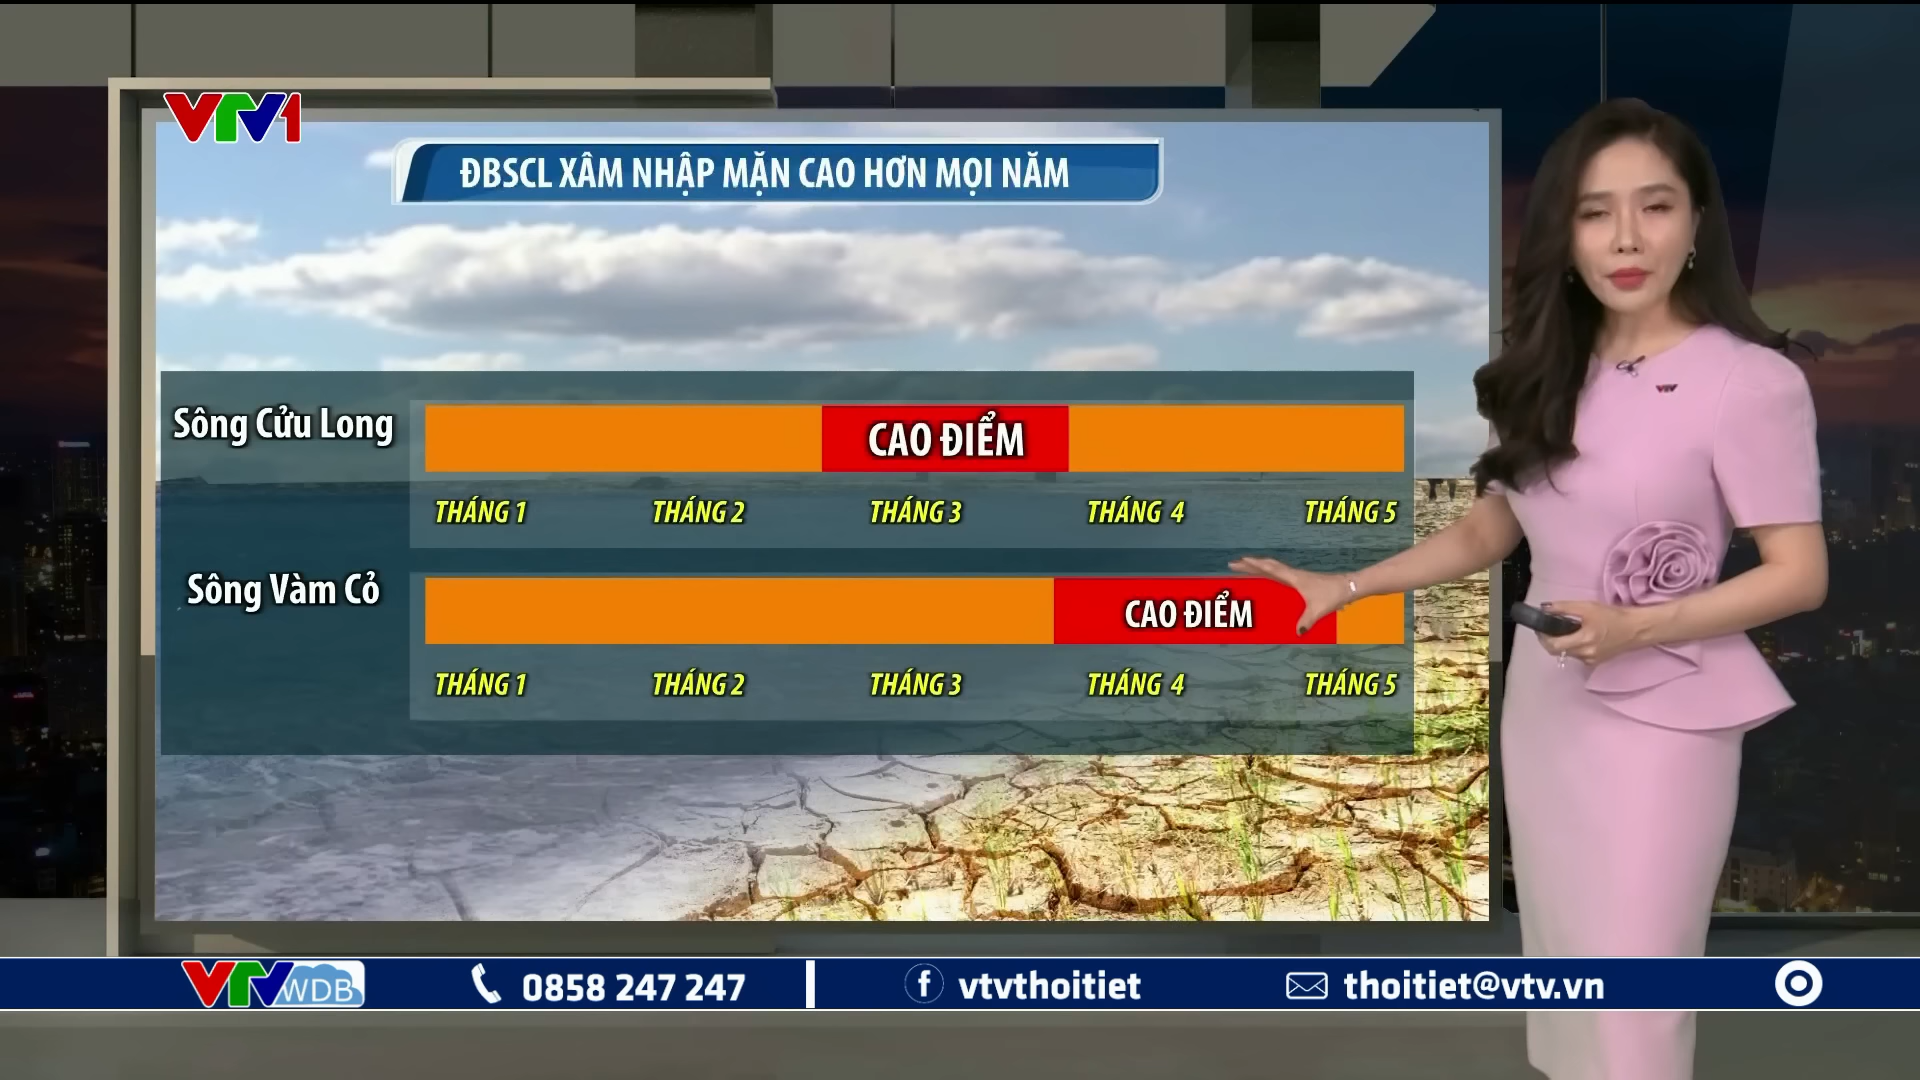 VTV1
ĐBSCL XÂM NHẬP MẶN CAO HƠN MỌI NĂM
Sông Cửu Long
CAO ĐIỂM
THÁNG 1 THÁNG 2 THÁNG 3 THÁNG 4 THÁNG 5
Sông Vàm Cỏ
CAO ĐIỂM
THÁNG 1 THÁNG 2 THÁNG 3 THÁNG 4 THÁNG 5
VTV
VTV WDB 0858 247 247 vtvthoitiet thoitiet@vtv.vn